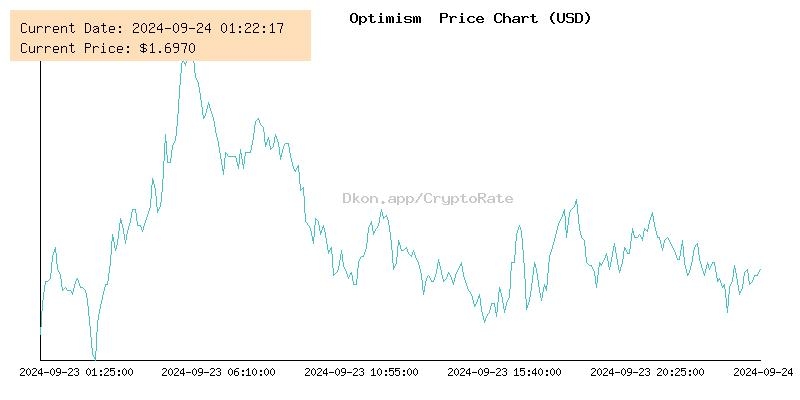 Optimism Price Chart (USD)
Current Date: 2024-09-24 01:22:17
Current Price: $1.6970
Dkon.app/CryptoRate
2024-09-23 01:25:00 2024-09-23 06:10:00 2024-09-23 10:55:00 2024-09-23 15:40:00 2024-09-23 20:25:00 2024-09-24